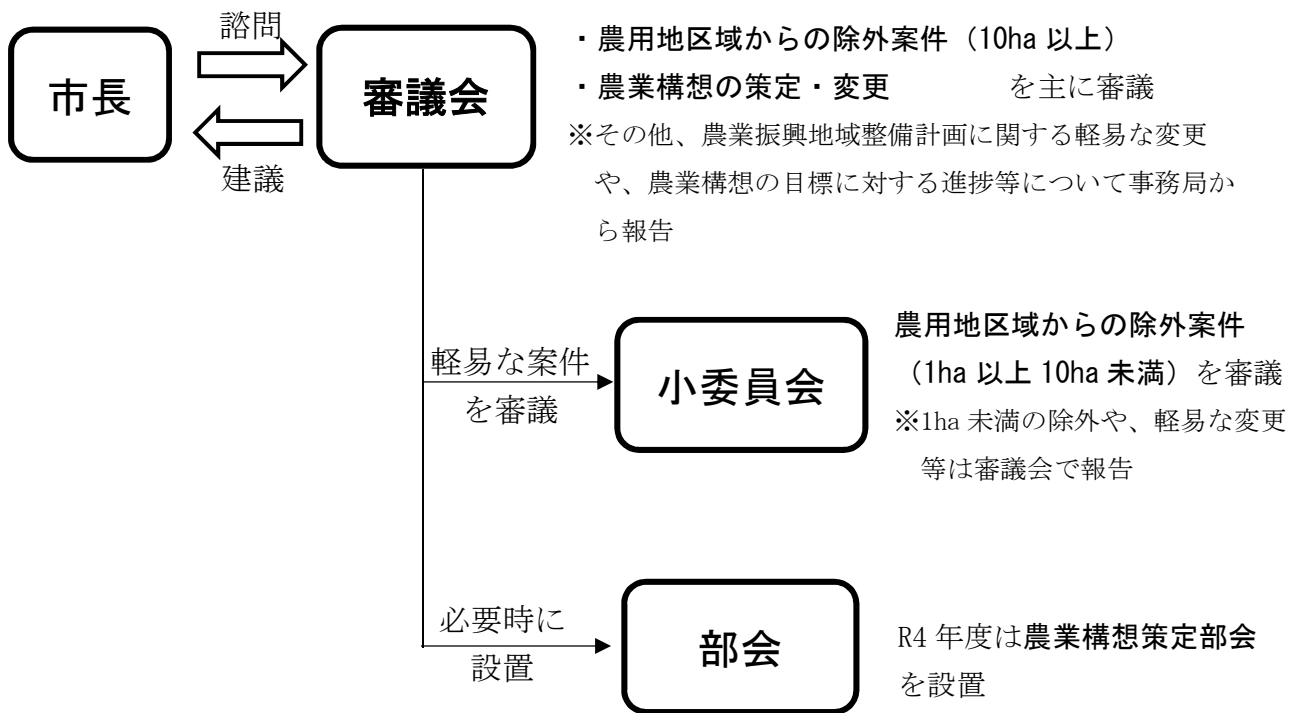 諮問
市長
審議会
建議
・農用地区域からの除外案件（10ha 以上）
・農業構想の策定・変更　　　　を主に審議
※その他、農業振興地域整備計画に関する軽易な変更
や、農業構想の目標に対する進捗等について事務局か
ら報告
軽易な案件
を審議
小委員会
農用地区域からの除外案件
（1ha 以上 10ha 未満）を審議
※1ha 未満の除外や、軽易な変更
等は審議会で報告
必要時に
設置
部会
R4 年度は農業構想策定部会
を設置